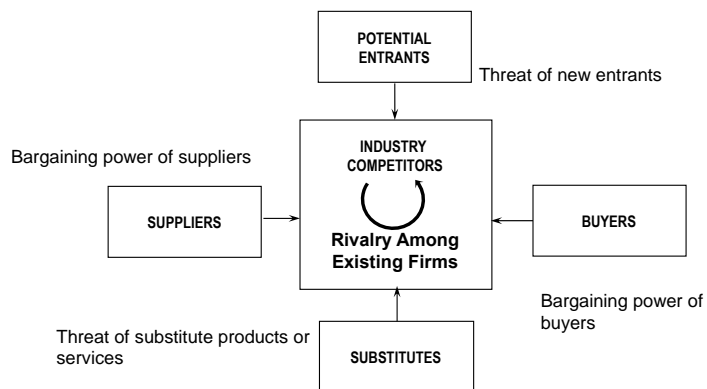 POTENTIAL
ENTRANTS
Threat of new entrants
INDUSTRY
COMPETITORS
Bargaining power of suppliers
SUPPLIERS
BUYERS
Rivalry Among
Existing Firms
Bargaining power of
buyers
Threat of substitute products or
services
SUBSTITUTES